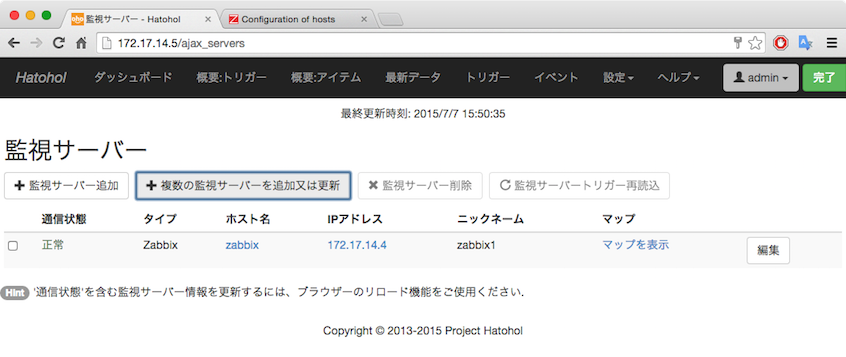 監視サーバー - Hatohol
Configuration of hosts
172.17.14.5/ajax_servers
Hatohol ダッシュボード 概要:トリガー 概要:アイテム 最新データ トリガー イベント 設定 ヘルプ admin 完了
最終更新時刻: 2015/7/7 15:50:35
監視サーバー
監視サーバー追加 複数の監視サーバーを追加又は更新 監視サーバー削除 監視サーバートリガー再読込
通信状態 タイプ ホスト名 IPアドレス ニックネーム マップ
正常 Zabbix zabbix 172.17.14.4 zabbix1 マップを表示 編集
Hint '通信状態'を含む監視サーバー情報を更新するには、ブラウザーのリロード機能をご使用ください.
Copyright © 2013-2015 Project Hatohol